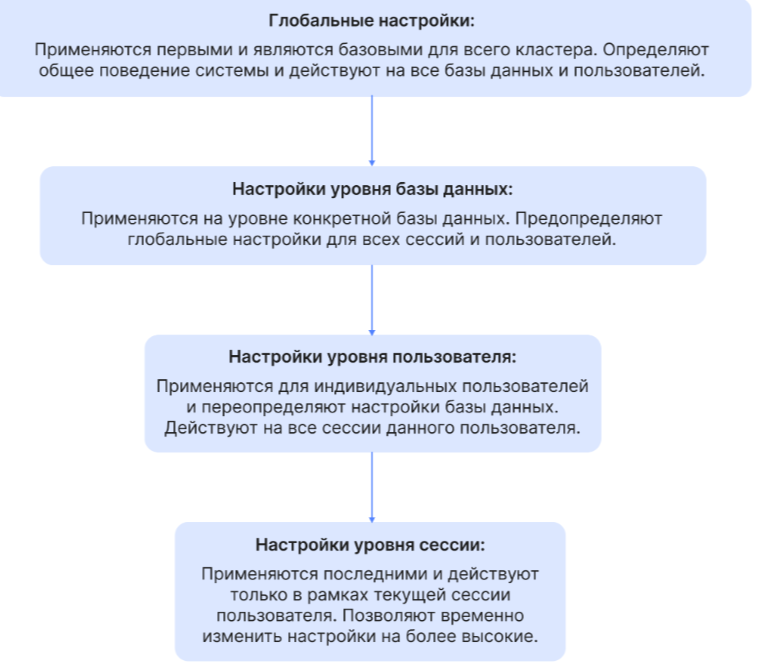 Глобальные настройки:
Применяются первыми и являются базовыми для всего кластера. Определяют
общее поведение системы и действуют на все базы данных и пользователей.
Настройки уровня базы данных:
Применяются на уровне конкретной базы данных. Предопределяют
глобальные настройки для всех сессий и пользователей.
Настройки уровня пользователя:
Применяются для индивидуальных пользователей
и переопределяют настройки базы данных.
Действуют на все сессии данного пользователя.
Настройки уровня сессии:
Применяются последними и действуют
только в рамках текущей сессии
пользователя. Позволяют временно
изменить настройки на более высокие.